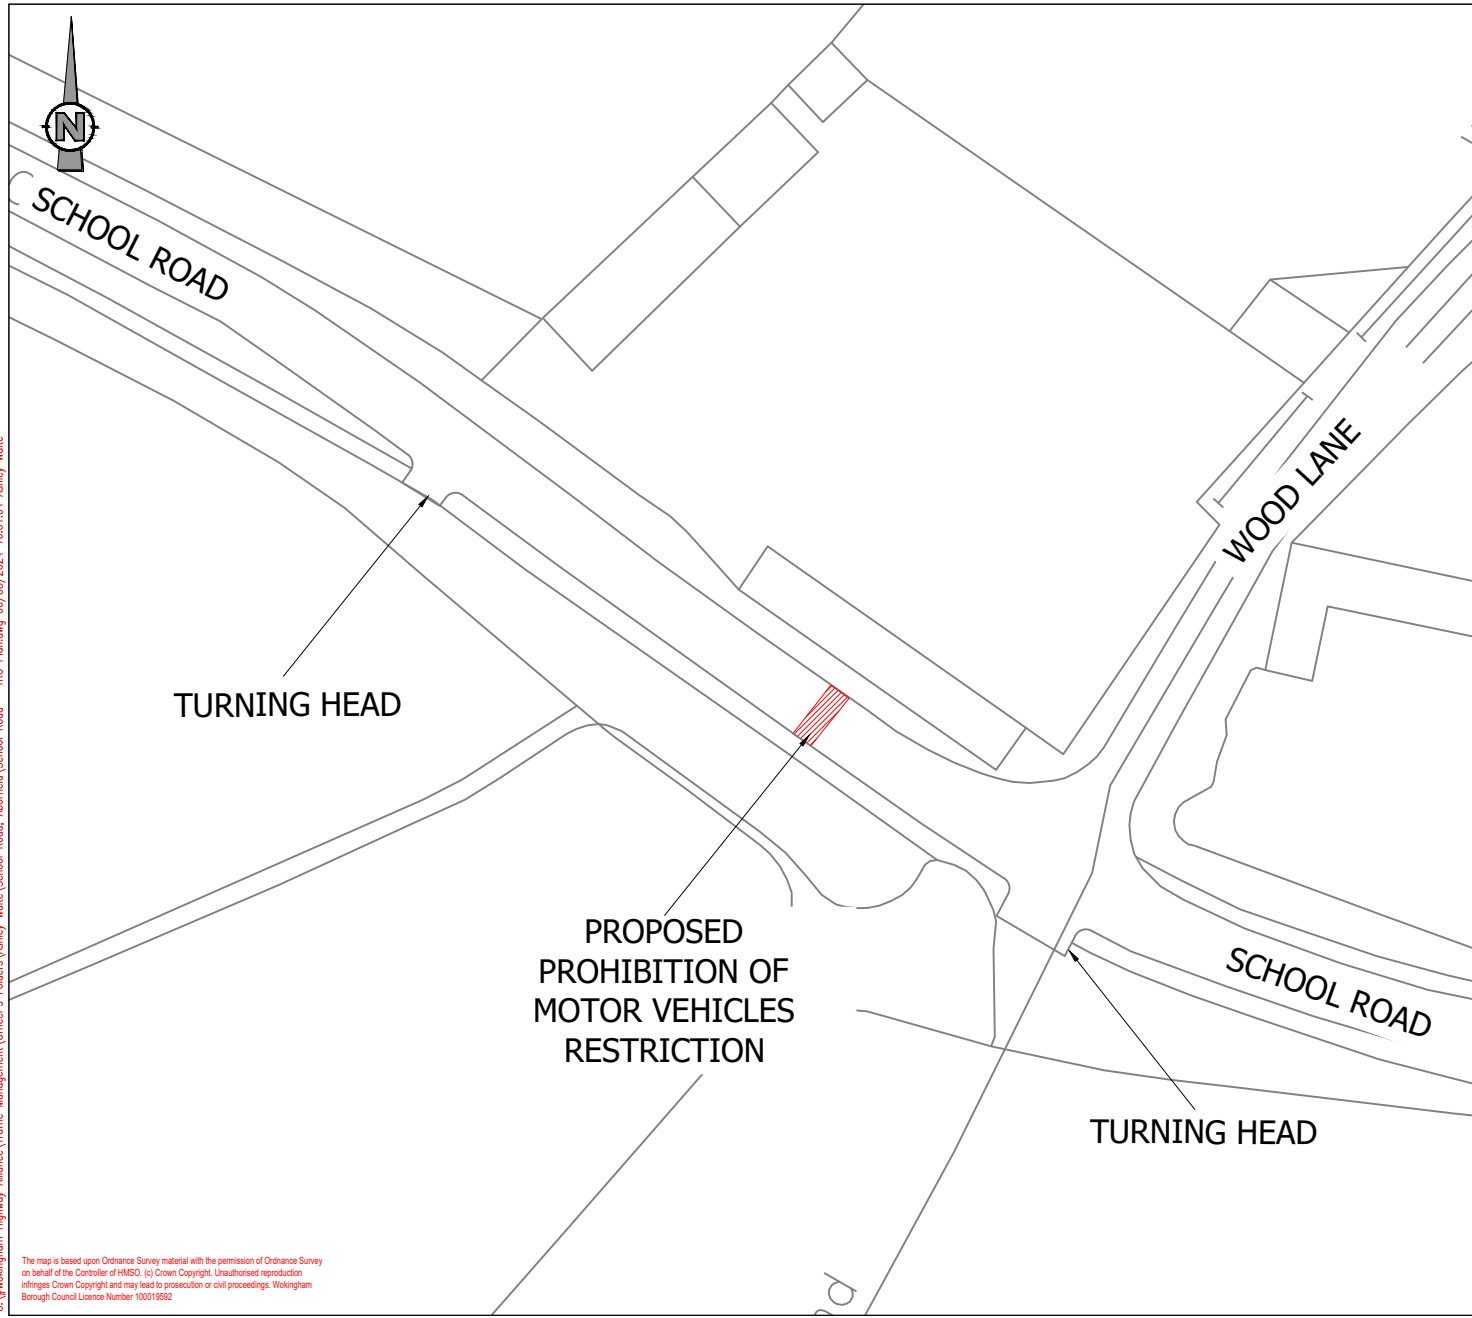 N
SCHOOL ROAD
WOOD LANE
TURNING HEAD
PROPOSED
PROHIBITION OF
MOTOR VEHICLES
RESTRICTION
SCHOOL ROAD
TURNING HEAD
The map is based upon Ordnance Survey material with the permission of Ordnance Survey
on behalf of the Controller of HMSO. (c) Crown Copyright. Unauthorised reproduction
infringes Crown Copyright and may lead to prosecution or civil proceedings. Wokingham
Borough Council Licence Number 100019592